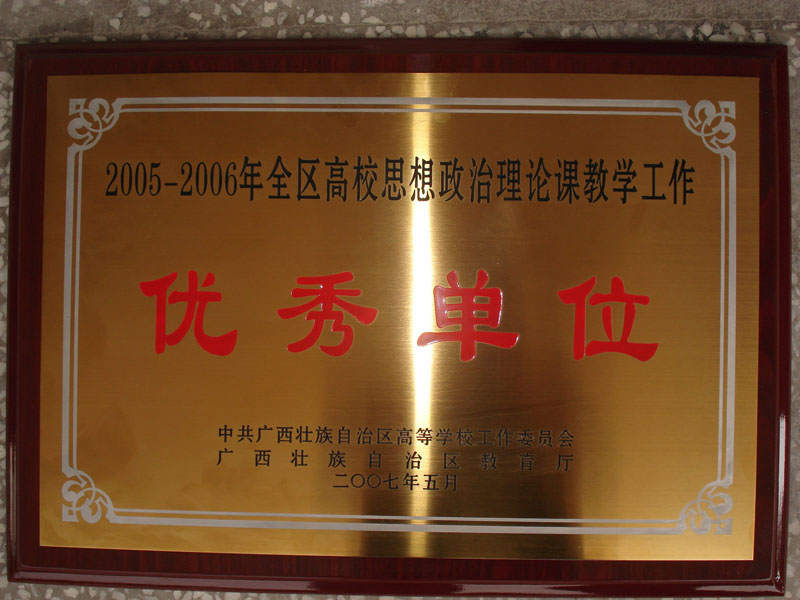 2005-2006年全区高校思想政治理论课教学工作
优秀单位
中共广西壮族自治区高等学校工作委员会
广西壮族自治区教育厅
二〇〇七年五月